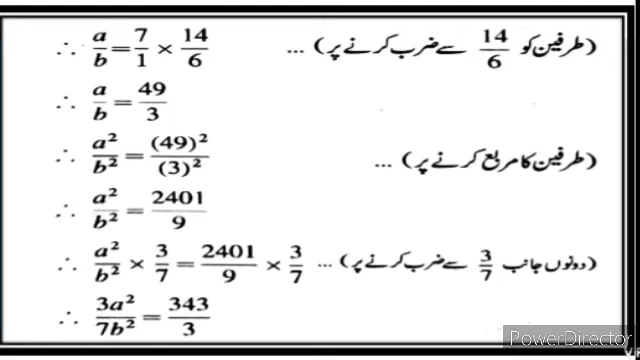 ∴ a/b = 7/1 × 14/6 ... (طرفین کو 14/6 سے ضرب کرنے پر)
∴ a/b = 49/3
∴ a²/b² = (49)²/(3)² ... (طرفین کا مربع کرنے پر)
∴ a²/b² = 2401/9
∴ a²/b² × 3/7 = 2401/9 × 3/7 ... (دونوں جانب 3/7 سے ضرب کرنے پر)
∴ 3a²/7b² = 343/3
PowerDirector